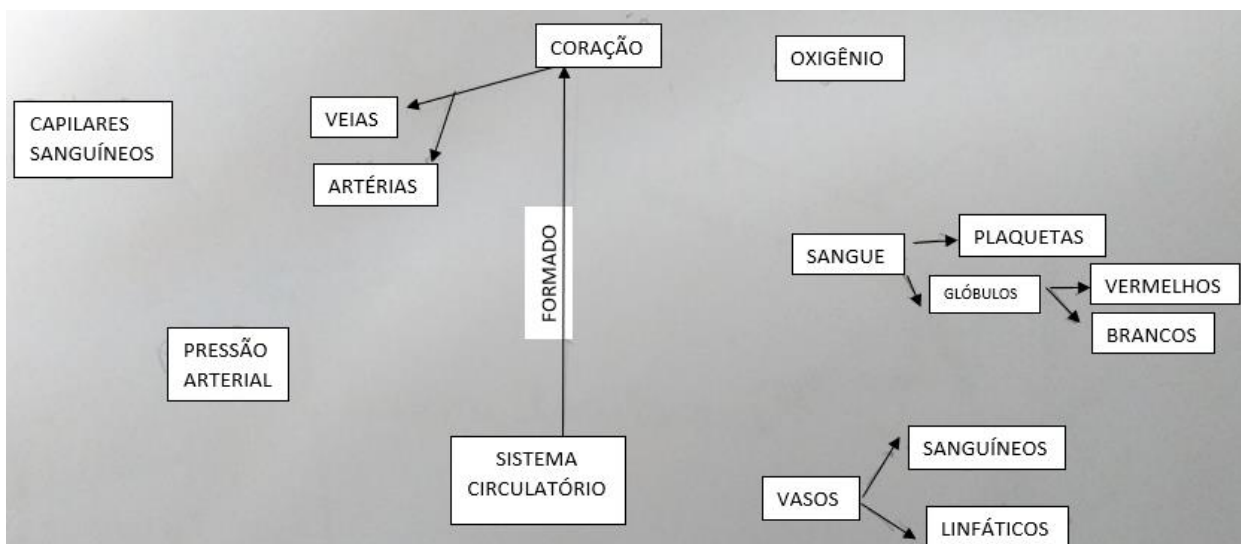 CORAÇÃO
OXIGÊNIO
VEIAS
CAPILARES
SANGUÍNEOS
ARTÉRIAS
FORMADO
SANGUE
PLAQUETAS
GLÓBULOS
VERMELHOS
BRANCOS
PRESSÃO
ARTERIAL
SISTEMA
CIRCULATÓRIO
VASOS
SANGUÍNEOS
LINFÁTICOS